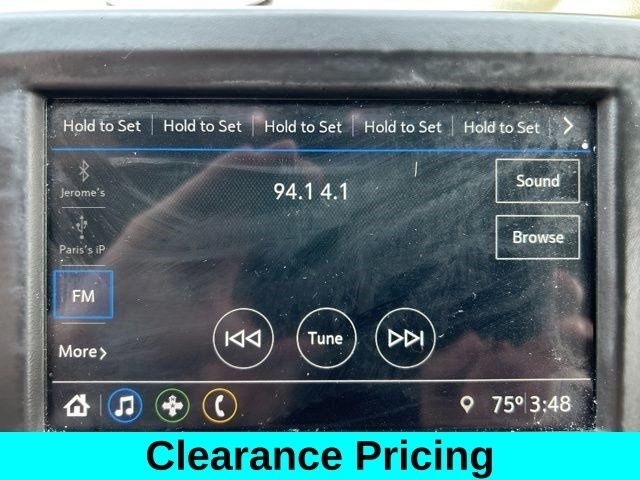 Hold to Set Hold to Set Hold to Set Hold to Set Hold to Set >
Jerome's
94.1 4.1
Sound
Paris's iP
Browse
FM
Tune
More >
75° 3:48
Clearance Pricing